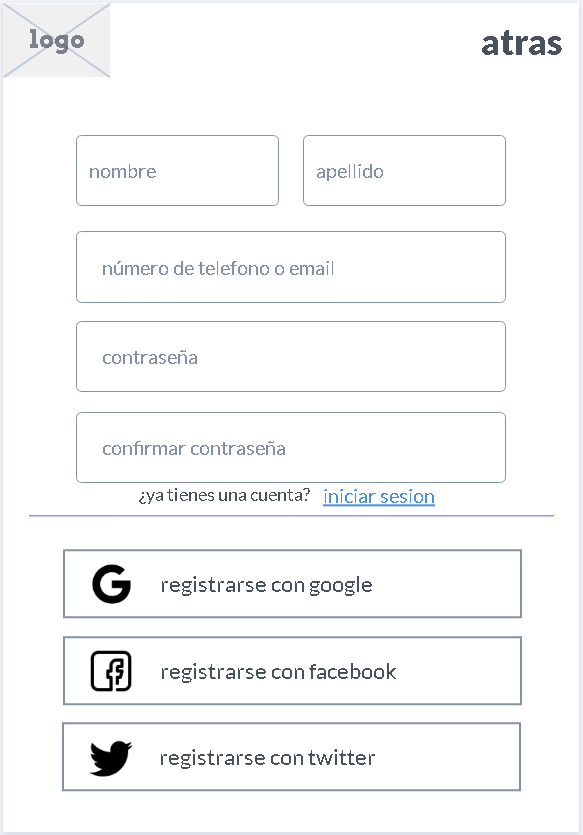 logo
atras
nombre
apellido
número de telefono o email
contraseña
confirmar contraseña
¿ya tienes una cuenta? iniciar sesion
registrarse con google
registrarse con facebook
registrarse con twitter